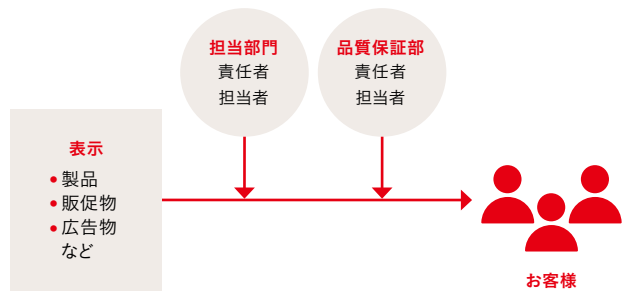 担当部門
責任者
担当者
品質保証部
責任者
担当者
表示
• 製品
• 販促物
• 広告物
など
お客様